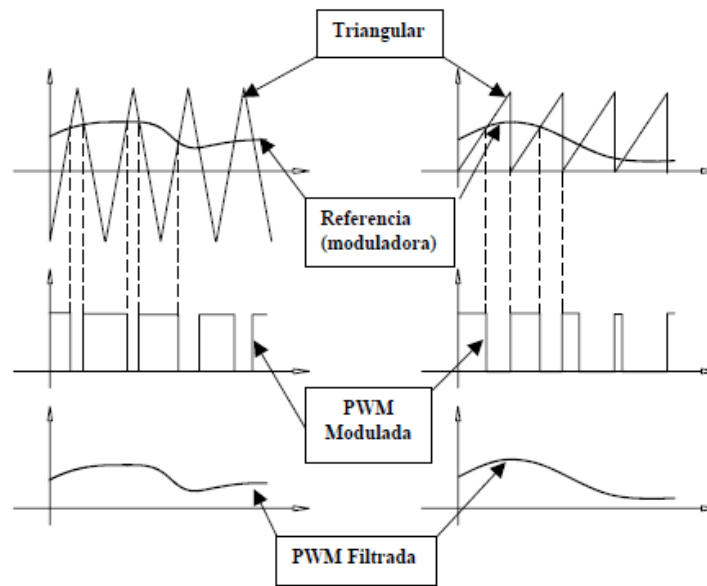 Triangular
Referencia
(moduladora)
PWM
Modulada
PWM Filtrada